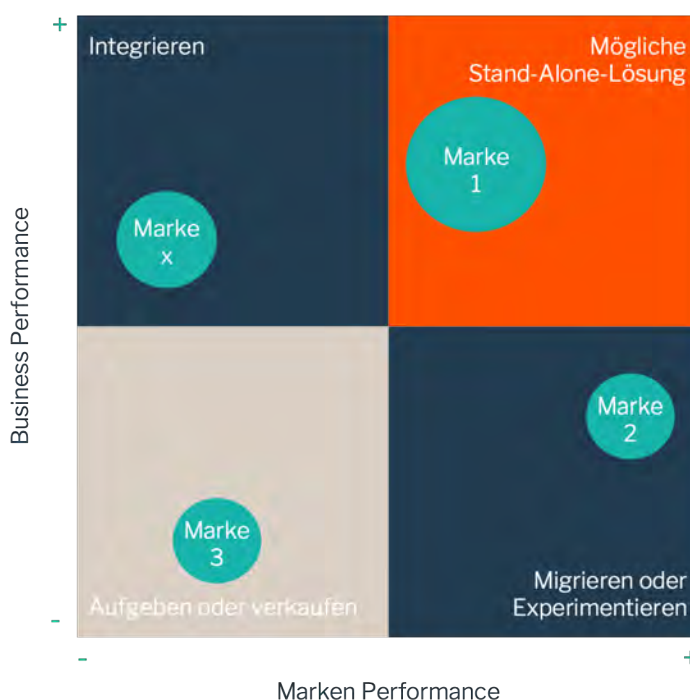 +
Integrieren
Mögliche
Stand-Alone-Lösung
Marke
1
Marke
x
Business Performance
Marke
2
Marke
3
Aufgeben oder verkaufen
Migrieren oder
Experimentieren
-
-
+
Marken Performance